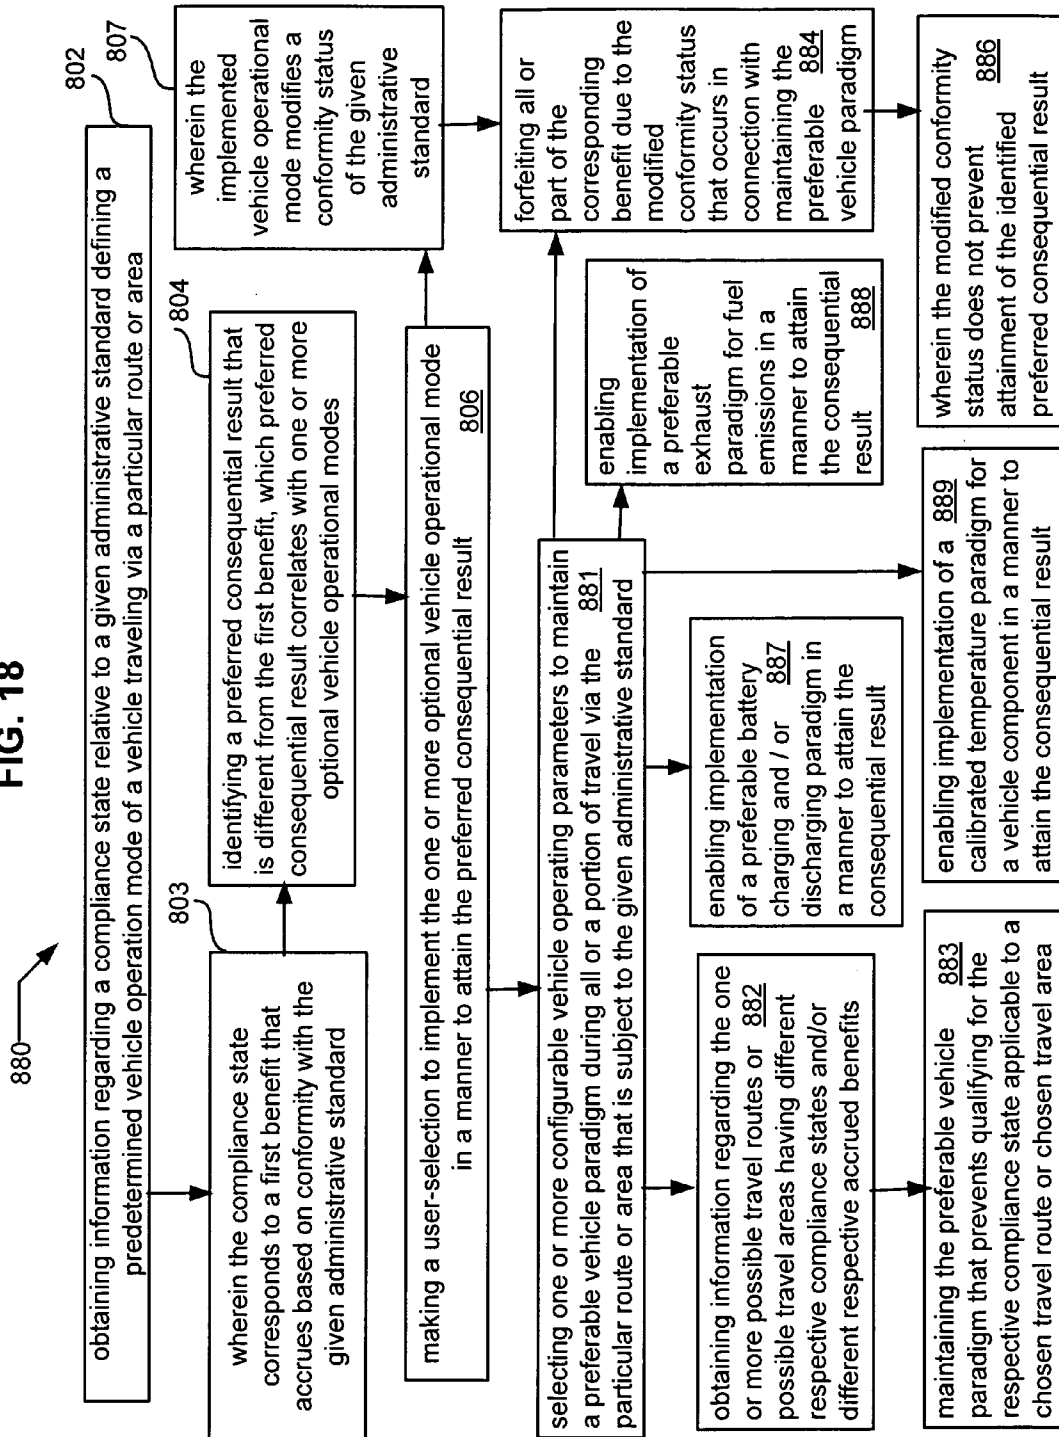 FIG. 18
880
802
obtaining information regarding a compliance state relative to a given administrative standard defining a
predetermined vehicle operation mode of a vehicle traveling via a particular route or area
803
wherein the compliance state
corresponds to a first benefit that
accrues based on conformity with the
given administrative standard
804
identifying a preferred consequential result that
is different from the first benefit, which preferred
consequential result correlates with one or more
optional vehicle operational modes
807
wherein the
implemented
vehicle operational
mode modifies a
conformity status
of the given
administrative
standard
making a user-selection to implement the one or more optional vehicle operational mode
in a manner to attain the preferred consequential result 806
selecting one or more configurable vehicle operating parameters to maintain
a preferable vehicle paradigm during all or a portion of travel via the 881
particular route or area that is subject to the given administrative standard
forfeiting all or
part of the
corresponding
benefit due to the
modified
conformity status
that occurs in
connection with
maintaining the
preferable 884
vehicle paradigm
enabling
implementation of
a preferable
exhaust
paradigm for fuel
emissions in a
manner to attain
the consequential
result 888
obtaining information regarding the one
or more possible travel routes or 882
possible travel areas having different
respective compliance states and/or
different respective accrued benefits
enabling implementation
of a preferable battery
charging and / or 887
discharging paradigm in
a manner to attain the
consequential result
maintaining the preferable vehicle 883
paradigm that prevents qualifying for the
respective compliance state applicable to a
chosen travel route or chosen travel area
enabling implementation of a 889
calibrated temperature paradigm for
a vehicle component in a manner to
attain the consequential result
wherein the modified conformity
status does not prevent 886
attainment of the identified
preferred consequential result